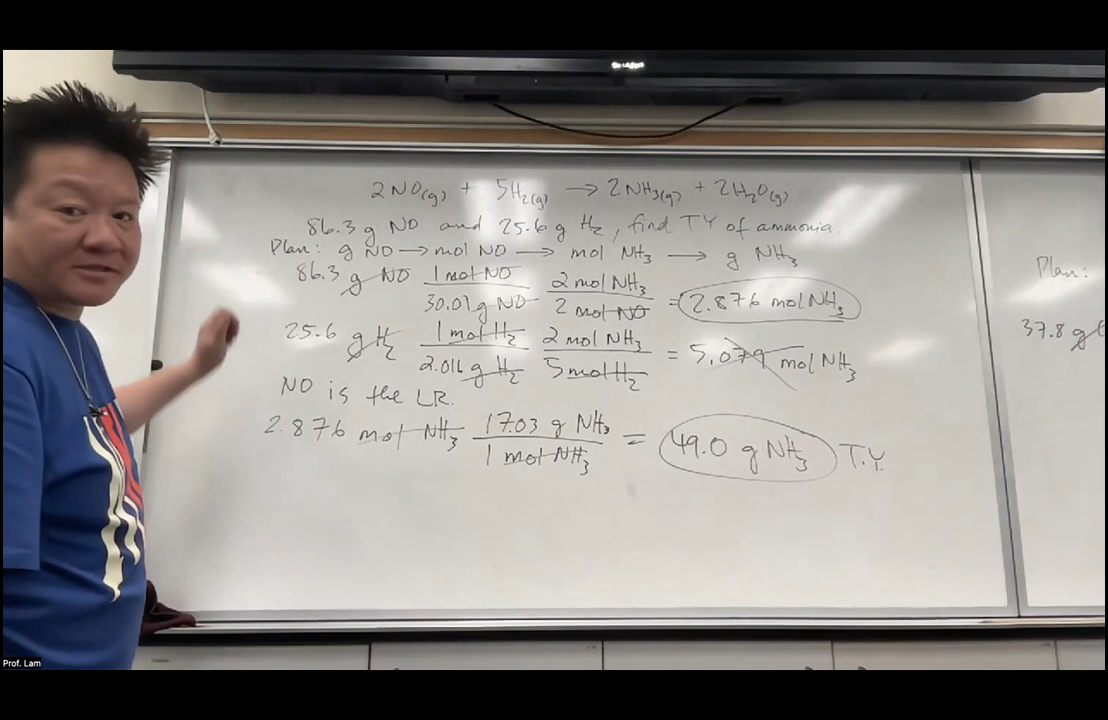 2NO(g) + 5H₂(g) → 2NH₃(g) + 2H₂O(g)
86.3 g NO and 25.6 g H₂, find TY of ammonia.
Plan: g NO → mol NO → mol NH₃ → g NH₃
86.3 g NO 1 mol NO 2 mol NH₃
30.01 g NO 2 mol NO = 2.876 mol NH₃
25.6 g H₂ 1 mol H₂ 2 mol NH₃
2.016 g H₂ 5 mol H₂ = 5.079 mol NH₃
NO is the LR.
2.876 mol NH₃ 17.03 g NH₃
1 mol NH₃ = 49.0 g NH₃ T.Y.
Plan:
37.8 g
Prof. Lam